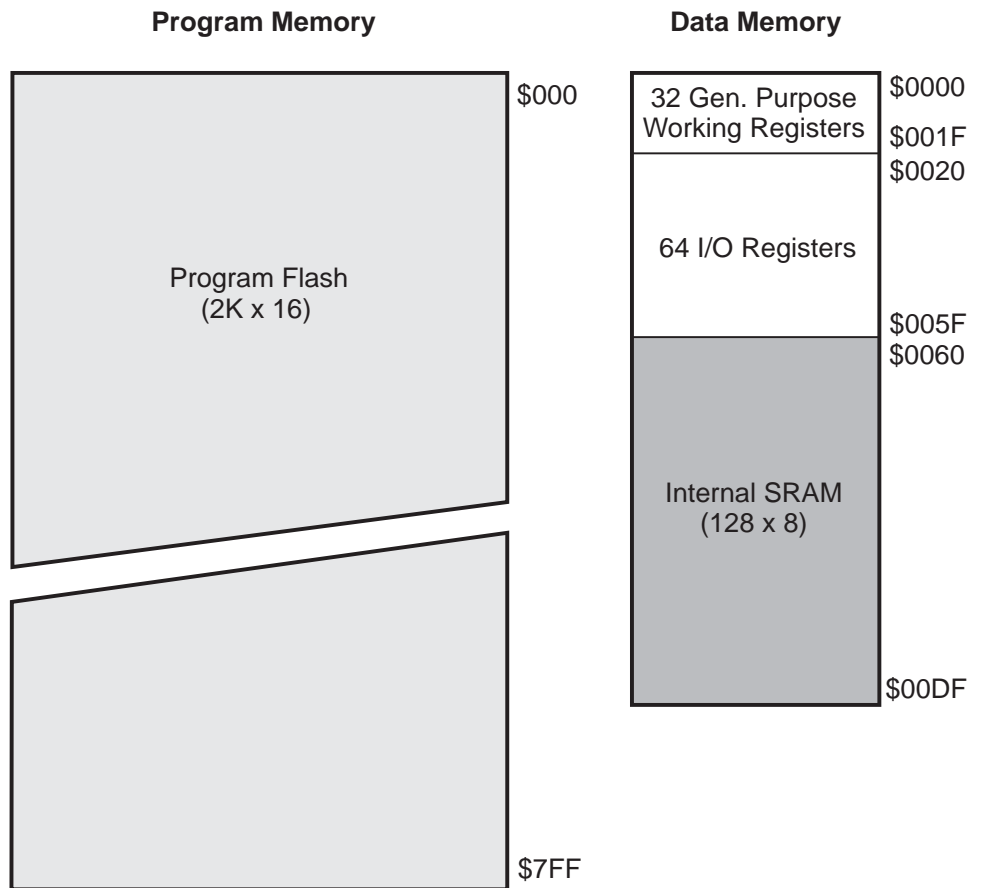 Program Memory
$000
Program Flash
(2K x 16)
$7FF
Data Memory
32 Gen. Purpose
Working Registers
$0000
$001F
$0020
64 I/O Registers
$005F
$0060
Internal SRAM
(128 x 8)
$00DF